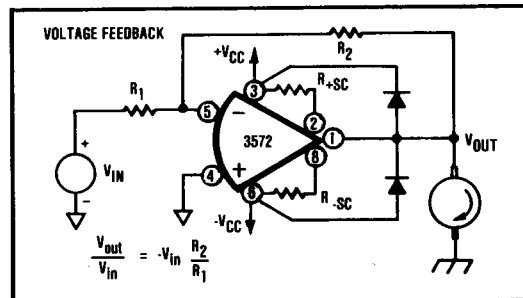 VOLTAGE FEEDBACK
R2
+VCC
R+SC
R1
3
5
−
2
3572
1
VOUT
+
VIN
−
4
+
8
6
R-SC
-VCC
Vout
Vin
= -Vin
R2
R1